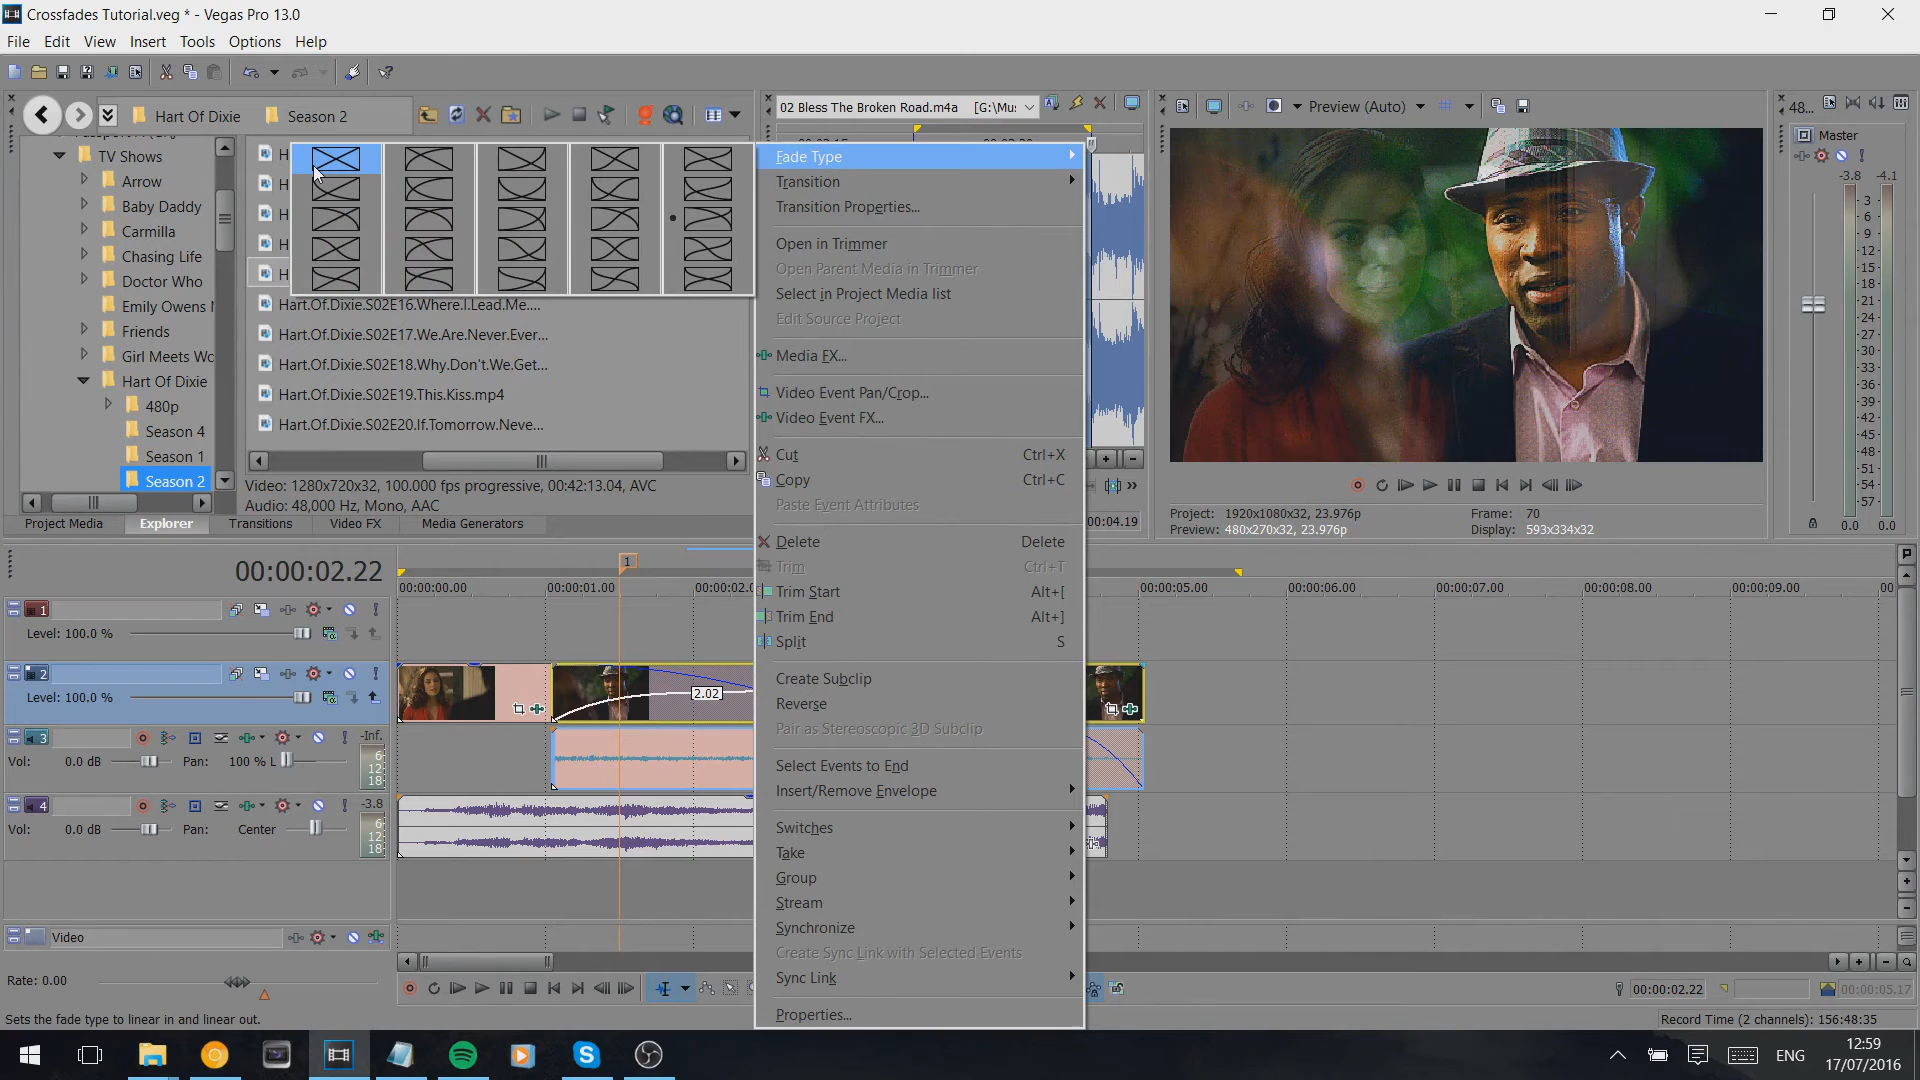 Crossfades Tutorial.veg * - Vegas Pro 13.0
File Edit View Insert Tools Options Help
Hart Of Dixie Season 2
TV Shows
Arrow
Baby Daddy
Carmilla
Chasing Life
Doctor Who
Emily Owens
Friends
Girl Meets Wo
Hart Of Dixie
480p
Season 4
Season 1
Season 2
H
H
H
H
H
Hart.Of.Dixie.S02E16.Where.I.Lead.Me....
Hart.Of.Dixie.S02E17.We.Are.Never.Ever...
Hart.Of.Dixie.S02E18.Why.Don't.We.Get...
Hart.Of.Dixie.S02E19.This.Kiss.mp4
Hart.Of.Dixie.S02E20.If.Tomorrow.Neve...
Video: 1280x720x32, 100.000 fps progressive, 00:42:13.04, AVC
Audio: 48,000 Hz, Mono, AAC
Project Media Explorer Transitions Video FX Media Generators
02 Bless The Broken Road.m4a [G:\Mu:
Fade Type
Transition
Transition Properties...
Open in Trimmer
Open Parent Media in Trimmer
Select in Project Media list
Edit Source Project
Media FX...
Video Event Pan/Crop...
Video Event FX...
Cut Ctrl+X
Copy Ctrl+C
Paste Event Attributes
Delete Delete
Trim Ctrl+T
Trim Start Alt+[
Trim End Alt+]
Split S
Create Subclip
Reverse
Pair as Stereoscopic 3D Subclip
Select Events to End
Insert/Remove Envelope
Switches
Take
Group
Stream
Synchronize
Create Sync Link with Selected Events
Sync Link
Properties...
00:04.19
Preview (Auto)
Project: 1920x1080x32, 23.976p
Preview: 480x270x32, 23.976p
Frame: 70
Display: 593x334x32
48...
Master
-3.8 -4.1
- 3 -
- 6 -
- 9 -
-12-
-15-
-18-
-21-
-24-
-27-
-30-
-33-
-36-
-39-
-42-
-45-
-48-
-51-
-54-
-57-
0.0 0.0
00:00:02.22
1
00:00:00.00 00:00:01.00 00:00:02.0 00:00:05.00 00:00:06.00 00:00:07.00 00:00:08.00 00:00:09.00 00
1
Level: 100.0 %
2
Level: 100.0 %
2.02
3
-Inf.
Vol: 0.0 dB Pan: 100 % L
6
12
18
4
-3.8
Vol: 0.0 dB Pan: Center
6
12
18
Video
Rate: 0.00
00:00:02.22
00:00:05.17
Sets the fade type to linear in and linear out.
Record Time (2 channels): 156:48:35
ENG
12:59
17/07/2016